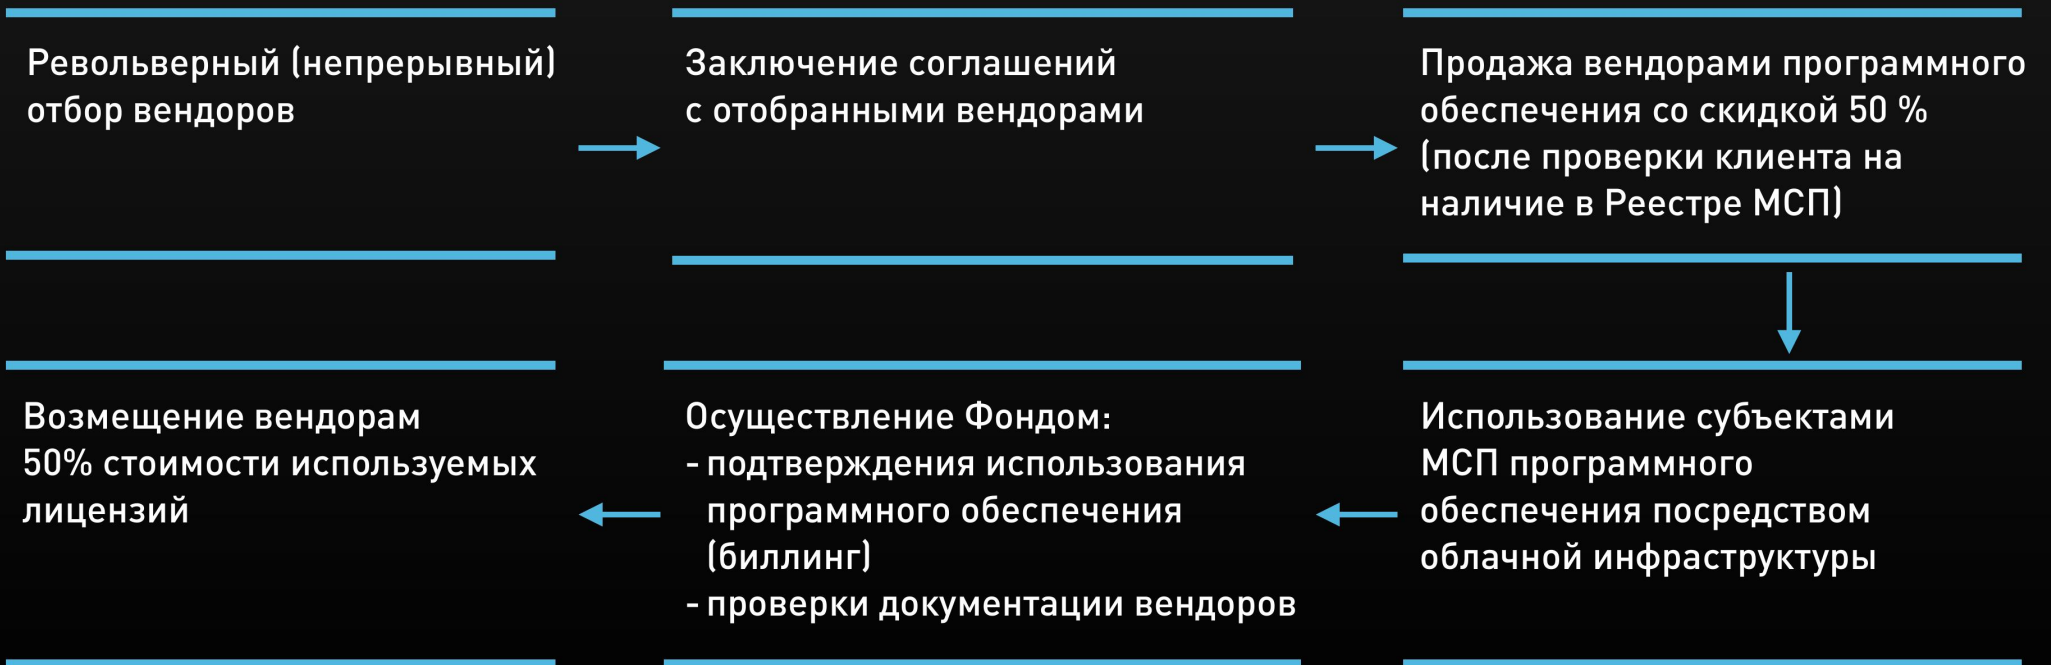 Револьверный (непрерывный)
отбор вендоров
Заключение соглашений
с отобранными вендорами
Продажа вендорами программного
обеспечения со скидкой 50 %
(после проверки клиента на
наличие в Реестре МСП)
Использование субъектами
МСП программного
обеспечения посредством
облачной инфраструктуры
Осуществление Фондом:
- подтверждения использования
программного обеспечения
(биллинг)
- проверки документации вендоров
Возмещение вендорам
50% стоимости используемых
лицензий